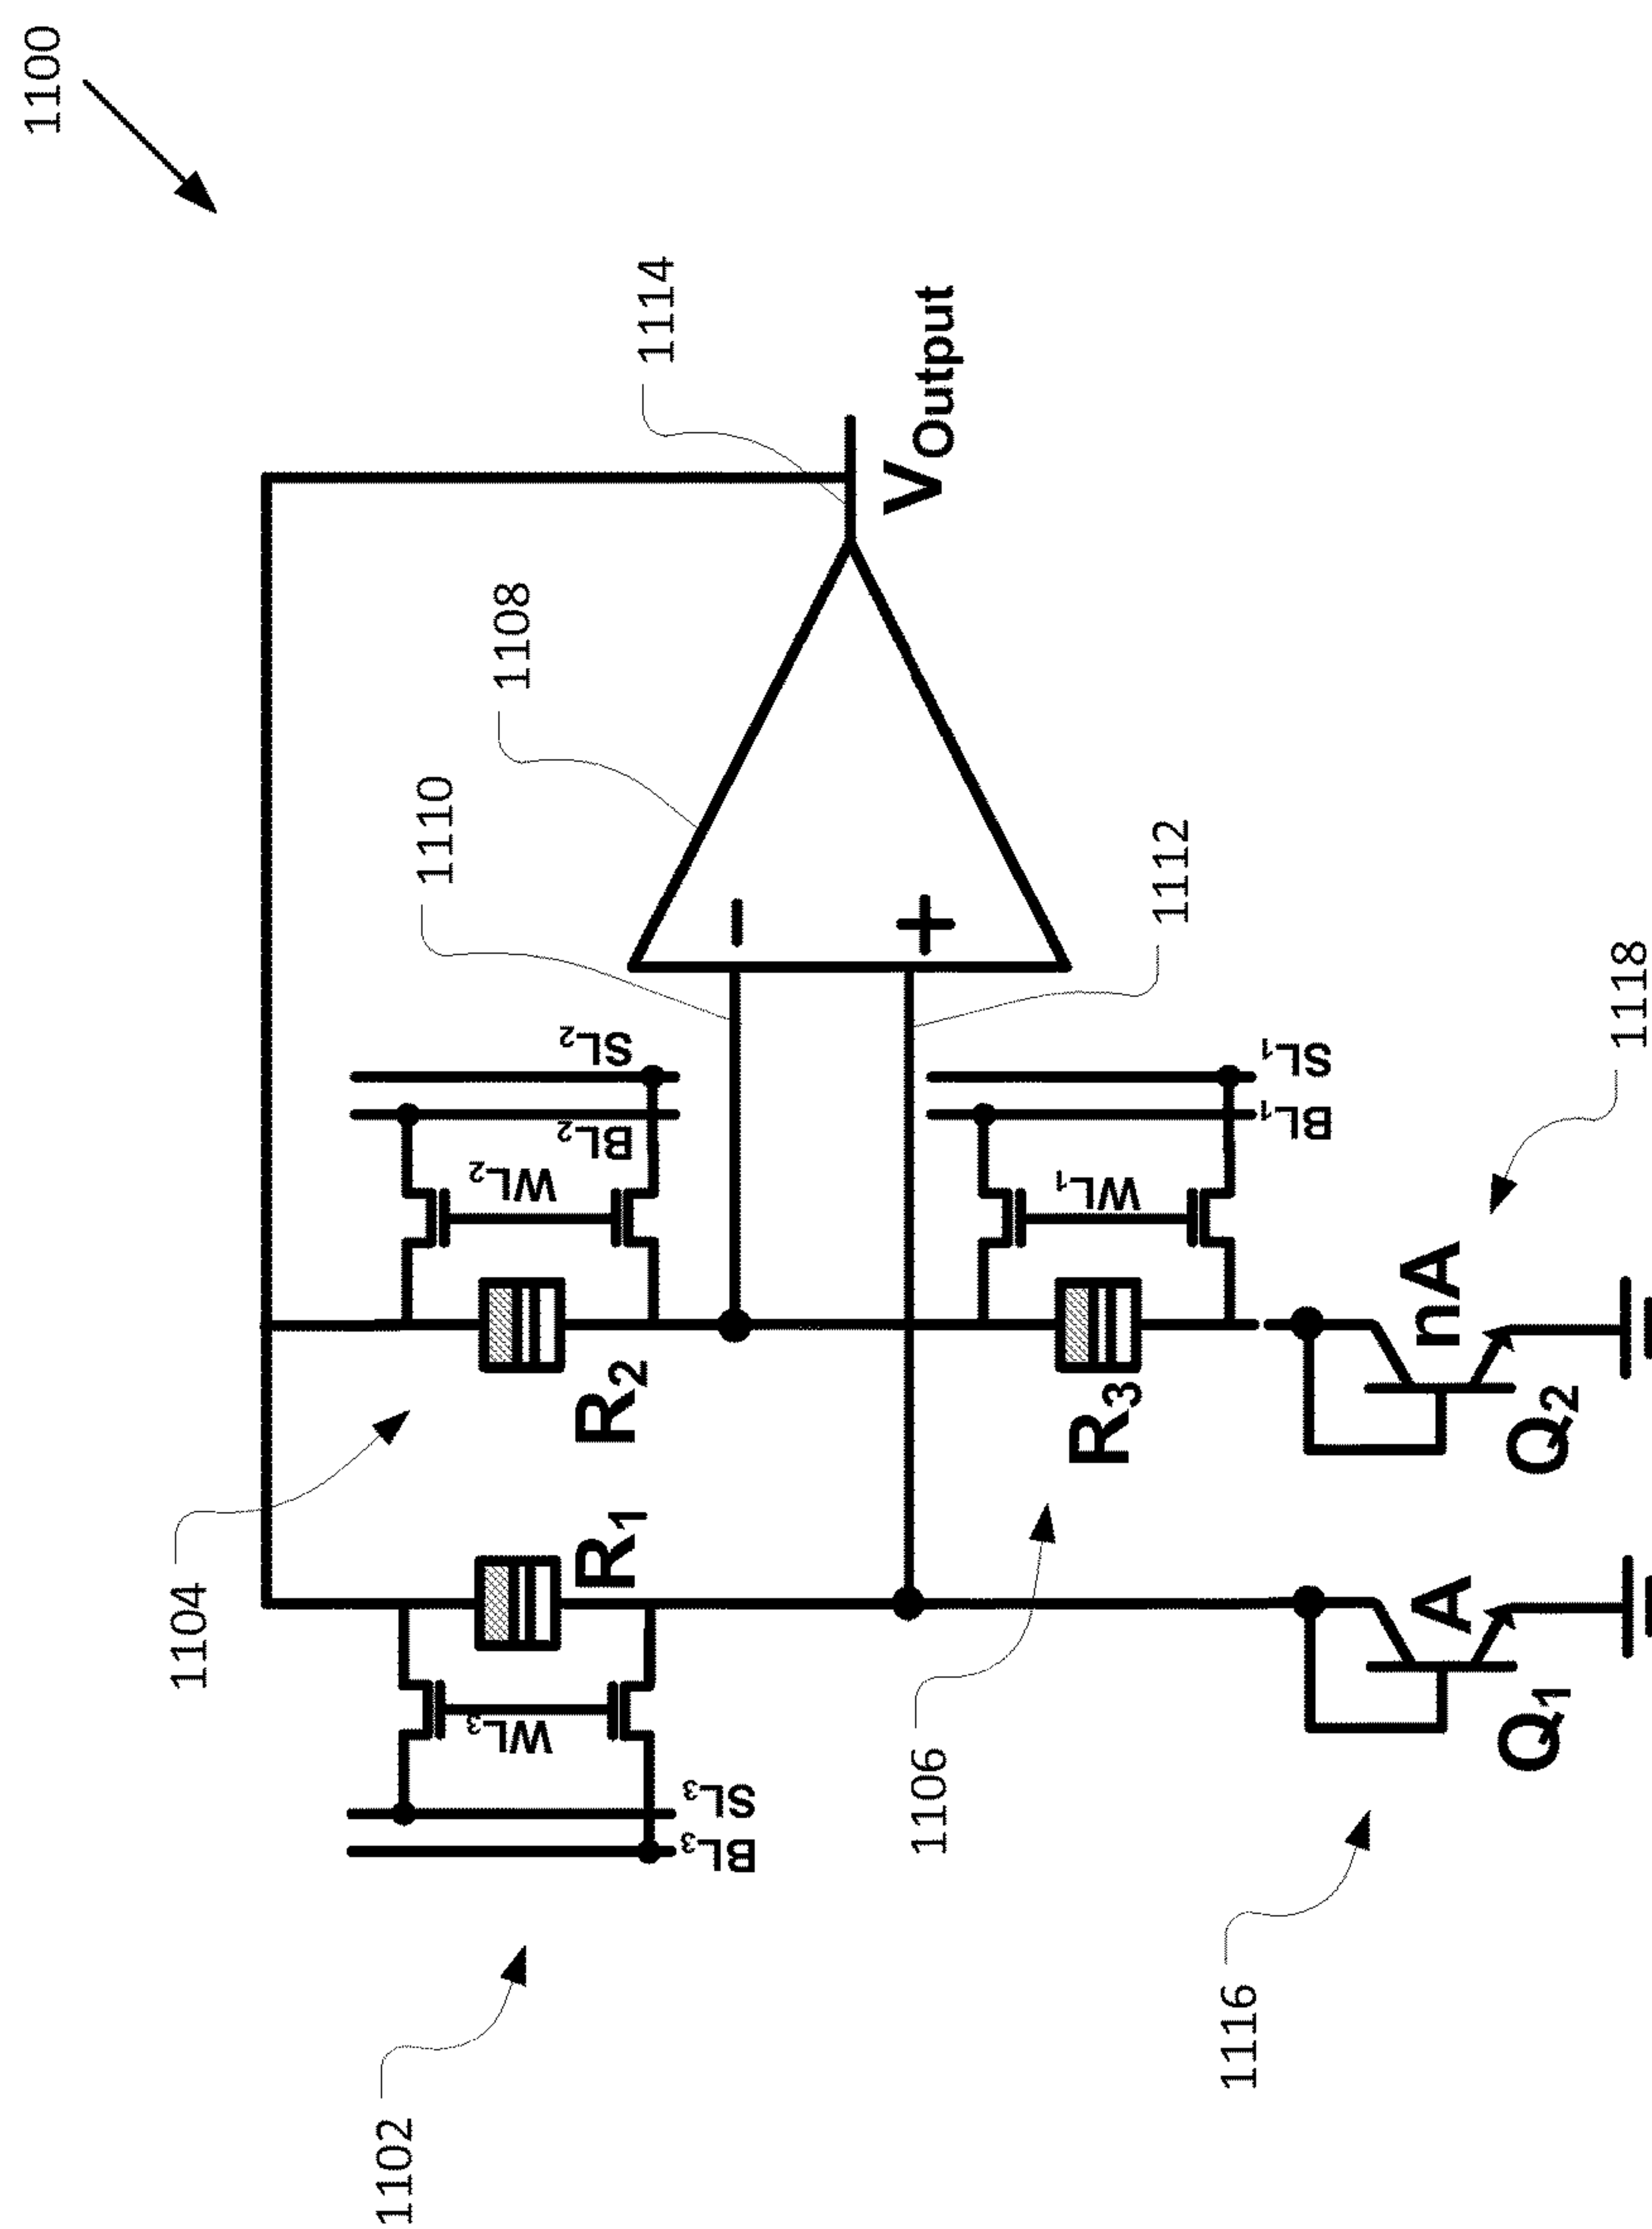 1100
1114
V Output
1108
1110
1112
1118
SL2
BL2
WL2
SL1
BL1
WL1
−
+
R2
R3
nA
Q2
1104
R1
WL3
SL3
BL3
1106
A
Q1
1102
1116